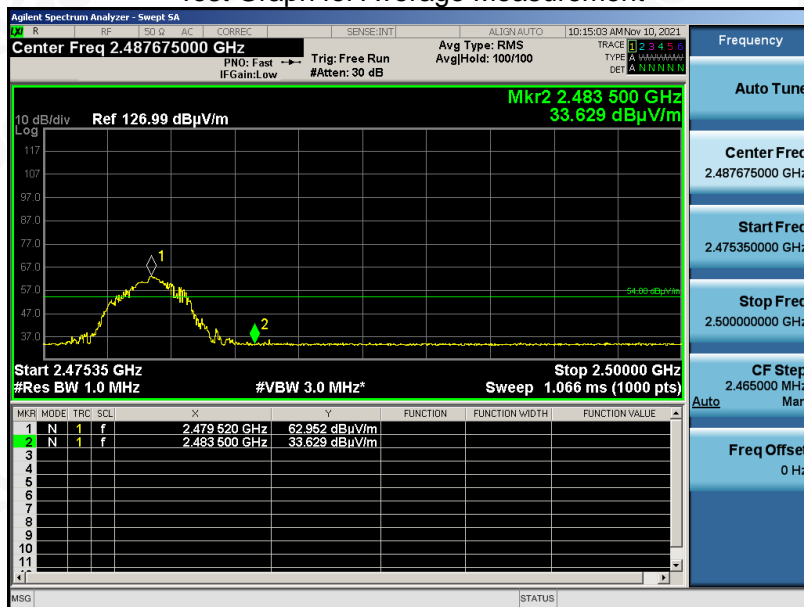 Test Graph for Average Measurement
Agilent Spectrum Analyzer - Swept SA
LXI R RF 50 Ω AC CORREC SENSE:INT ALIGN AUTO 10:15:03 AM Nov 10, 2021
Center Freq 2.487675000 GHz
PNO: Fast
IFGain:Low
Trig: Free Run
#Atten: 30 dB
Avg Type: RMS
Avg|Hold: 100/100
TRACE 1 2 3 4 5 6
TYPE A WWWWW
DET A N N N N N
Mkr2 2.483 500 GHz
33.629 dBµV/m
10 dB/div Ref 126.99 dBµV/m
Log
117
107
97.0
87.0
77.0
67.0
57.0
47.0
37.0
1
2
54.00 dBµV/m
Start 2.47535 GHz Stop 2.50000 GHz
#Res BW 1.0 MHz #VBW 3.0 MHz* Sweep 1.066 ms (1000 pts)
MKR MODE TRC SCL X Y FUNCTION FUNCTION WIDTH FUNCTION VALUE
1 N 1 f 2.479 520 GHz 62.952 dBµV/m
2 N 1 f 2.483 500 GHz 33.629 dBµV/m
3
4
5
6
7
8
9
10
11
MSG STATUS
Frequency
Auto Tune
Center Freq
2.487675000 GHz
Start Freq
2.475350000 GHz
Stop Freq
2.500000000 GHz
CF Step
2.465000 MHz
Auto Man
Freq Offset
0 Hz